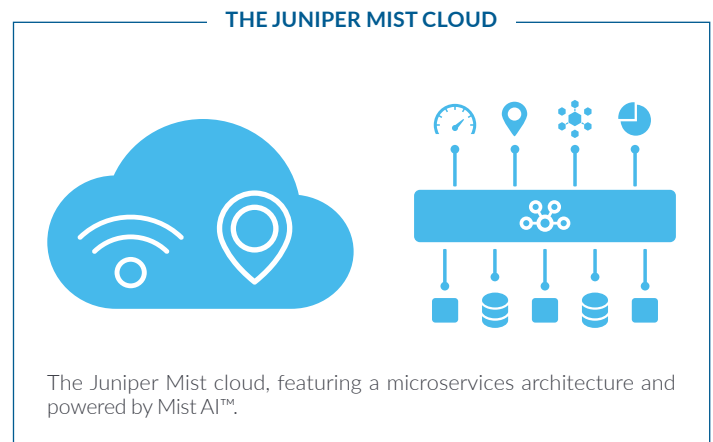 THE JUNIPER MIST CLOUD
The Juniper Mist cloud, featuring a microservices architecture and
powered by Mist AI™.